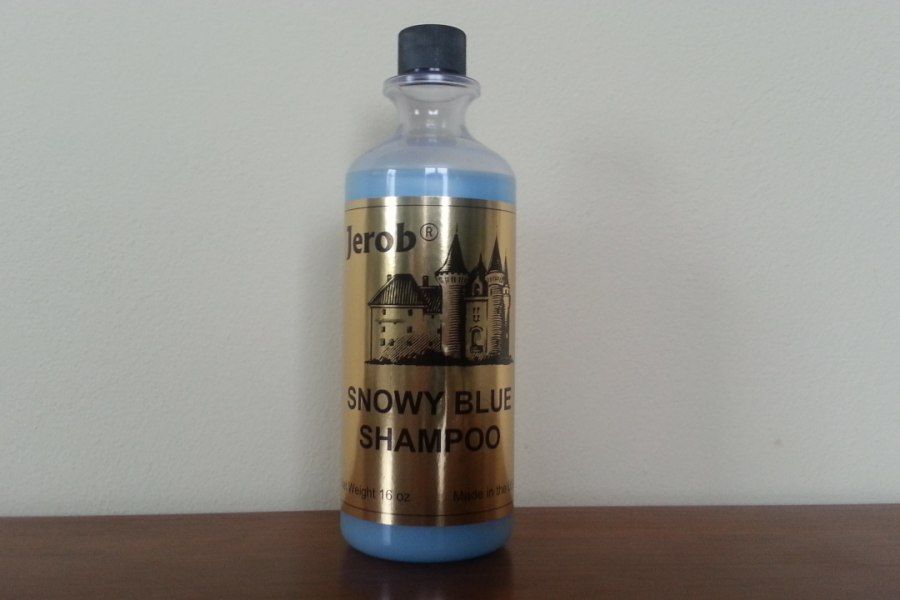 Jerob®
SNOWY BLUE
SHAMPOO
Weight 16 oz Made in the